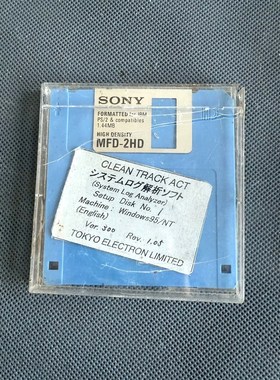 SONY
FORMATTED for IBM
PS/2 & compatibles
1.44MB
HIGH DENSITY
MFD-2HD
CLEAN TRACK ACT
システムログ解析ソフト
(System Log Analyzer)
Setup Disk No. 1
Machine: Windows95/NT
(English)
Ver. 300 Rev. 1.05
TOKYO ELECTRON LIMITED